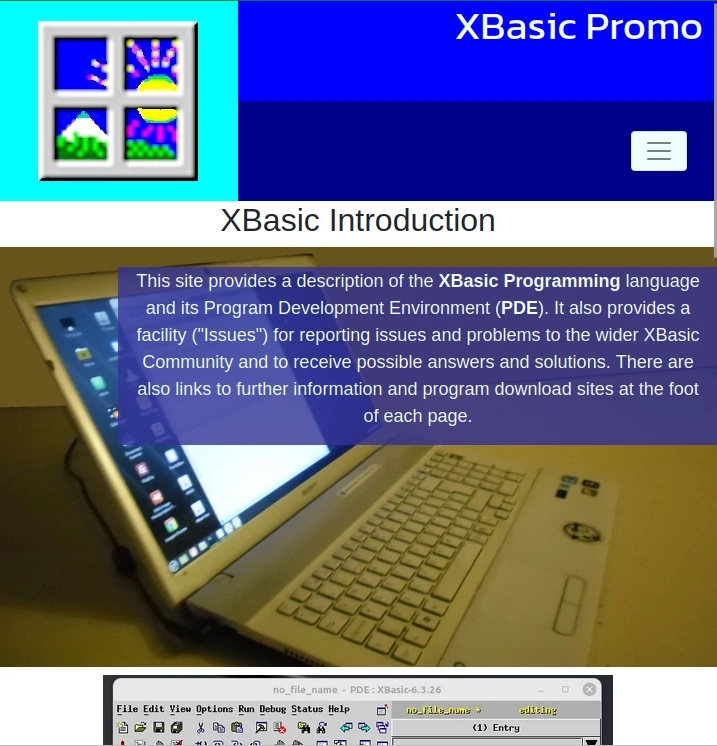 XBasic Promo
XBasic Introduction
This site provides a description of the XBasic Programming language
and its Program Development Environment (PDE). It also provides a
facility ("Issues") for reporting issues and problems to the wider XBasic
Community and to receive possible answers and solutions. There are
also links to further information and program download sites at the foot
of each page.
SONY
no_file_name - PDE : XBasic-6.3.26
File Edit View Options Run Debug Status Help
no_file_name * editing
(1) Entry